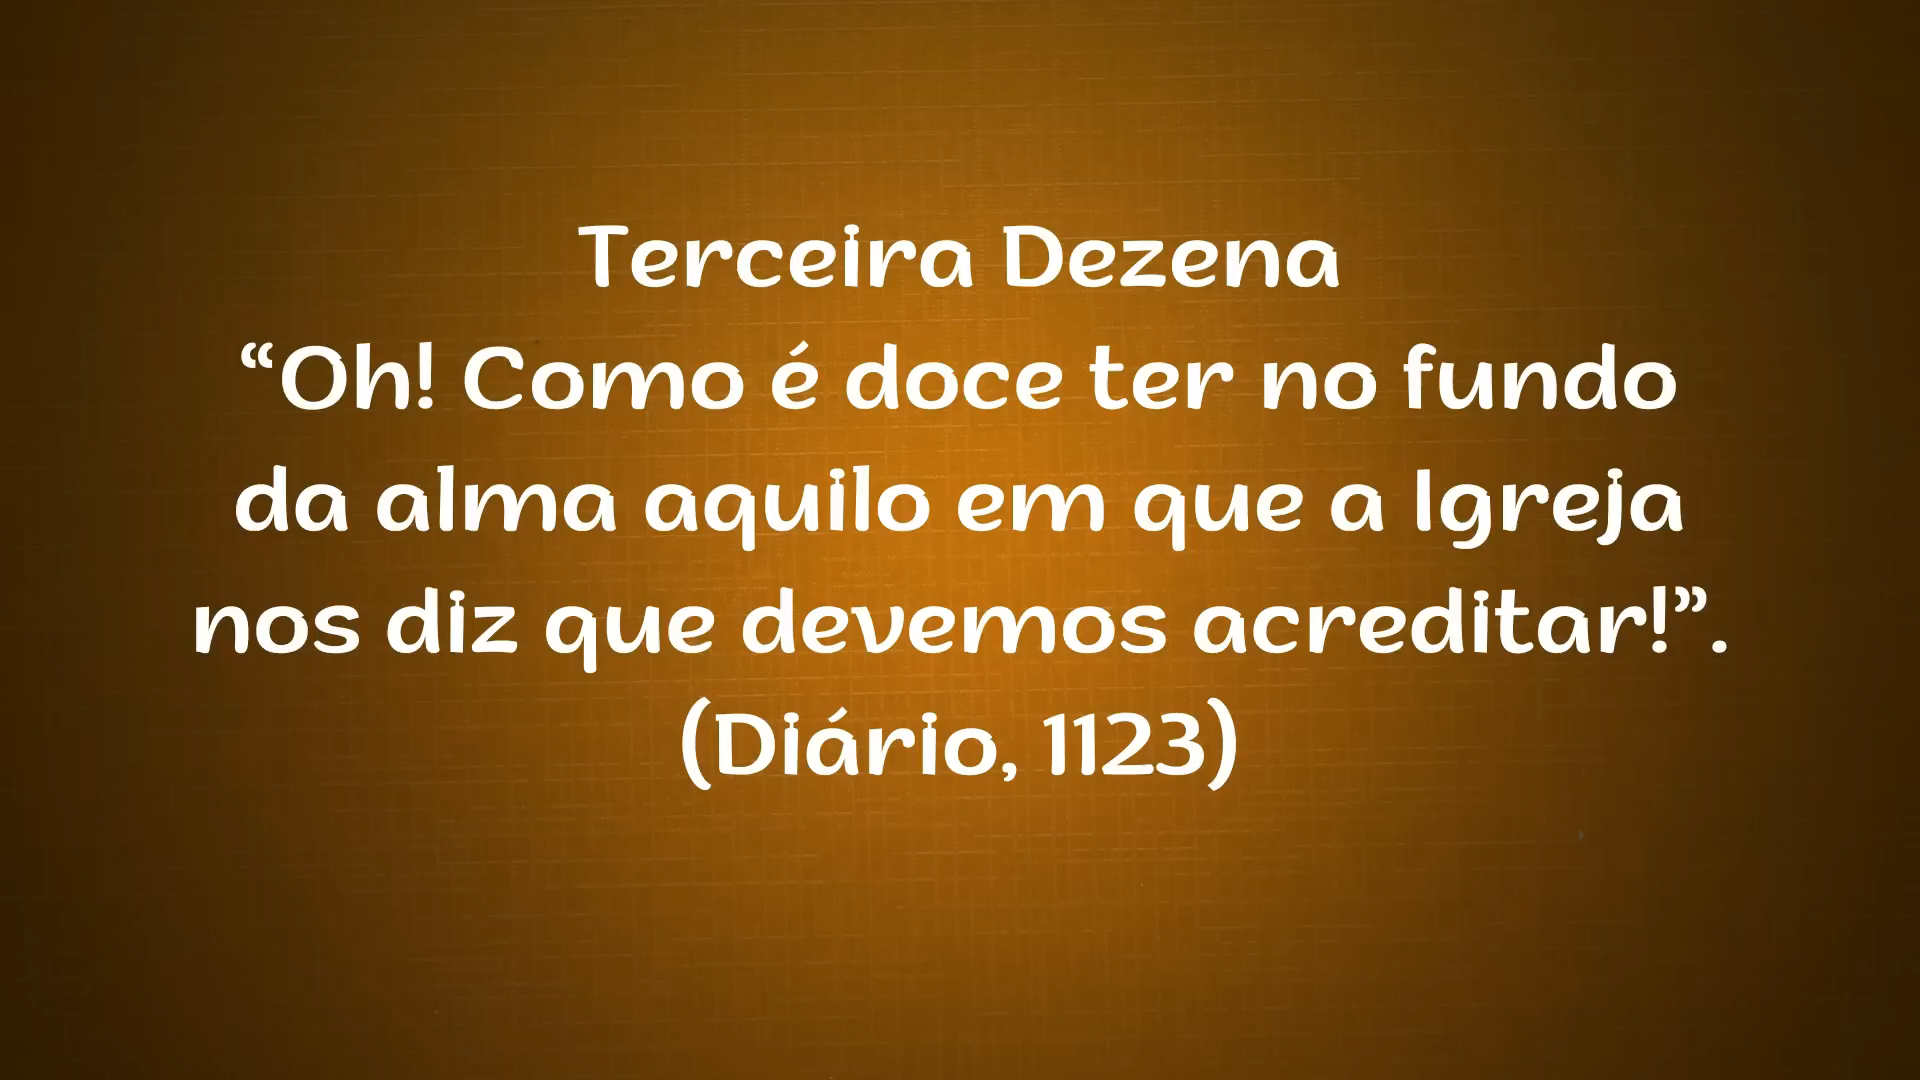 Terceira Dezena
“Oh! Como é doce ter no fundo
da alma aquilo em que a Igreja
nos diz que devemos acreditar!”.
(Diário, 1123)